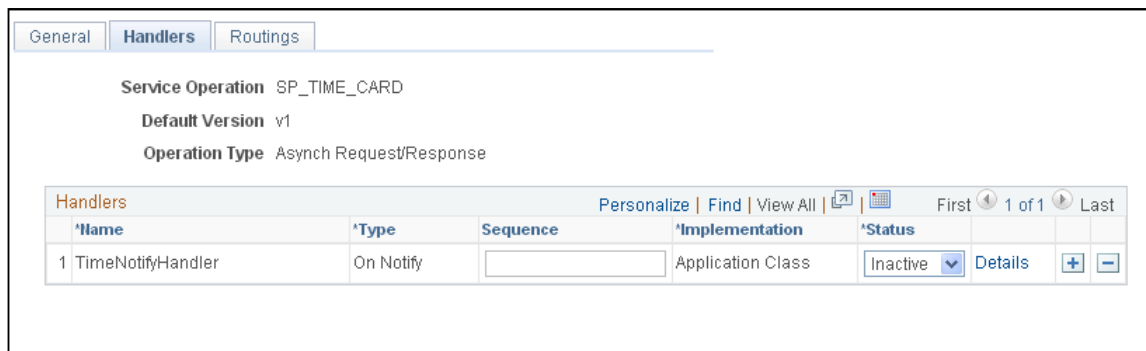 General Handlers Routings
Service Operation SP_TIME_CARD
Default Version v1
Operation Type Asynch Request/Response
Handlers Personalize | Find | View All | | First 1 of 1 Last
*Name *Type Sequence *Implementation *Status
1 TimeNotifyHandler On Notify Application Class Inactive Details + -